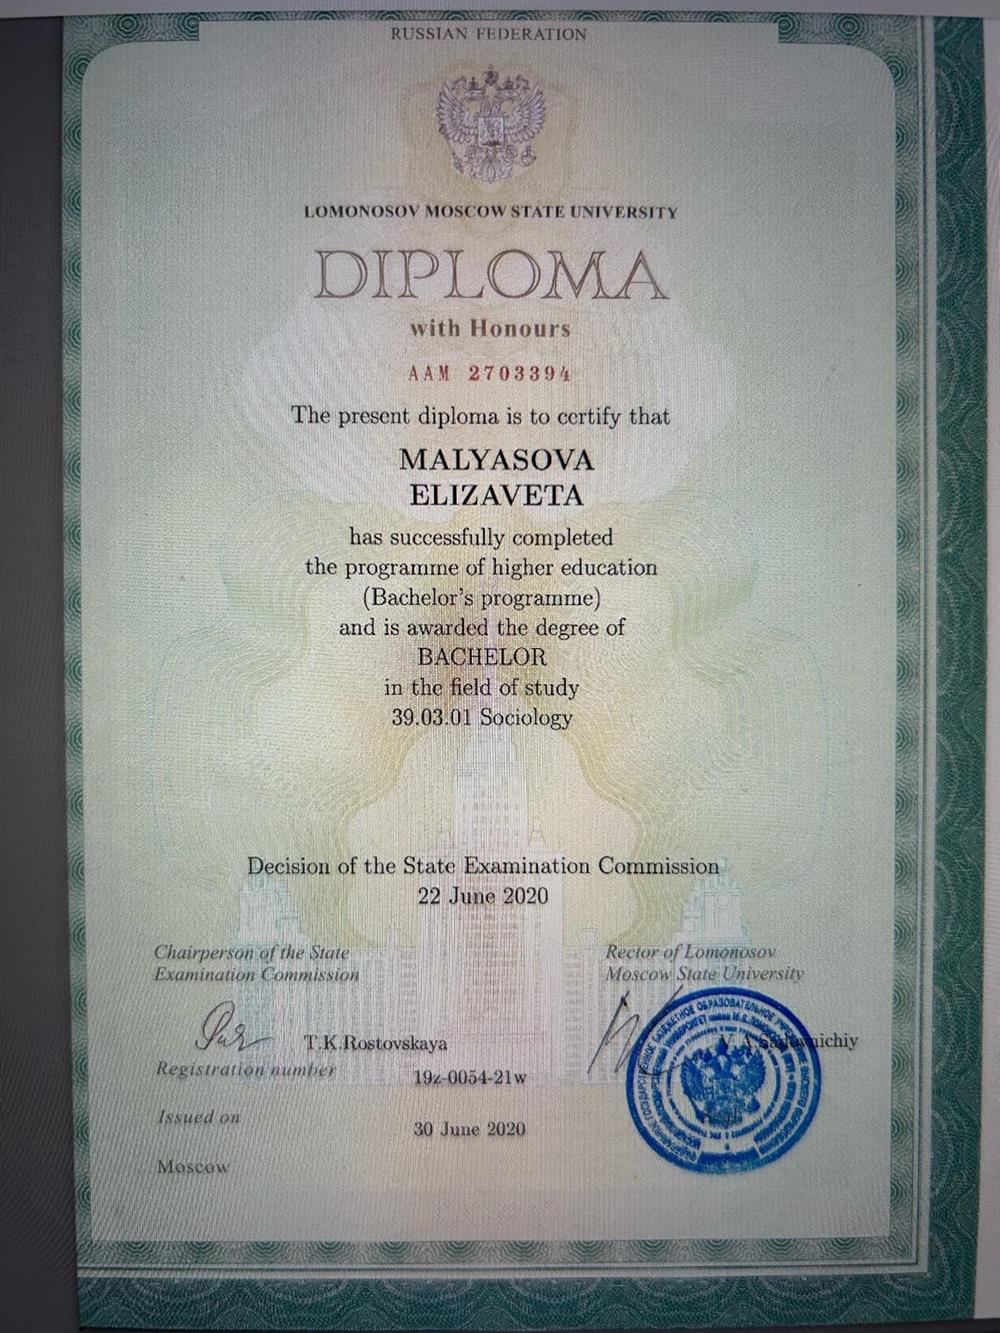 RUSSIAN FEDERATION
LOMONOSOV MOSCOW STATE UNIVERSITY
DIPLOMA
with Honours
AAM 2703394
The present diploma is to certify that
MALYASOVA
ELIZAVETA
has successfully completed
the programme of higher education
(Bachelor's programme)
and is awarded the degree of
BACHELOR
in the field of study
39.03.01 Sociology
Decision of the State Examination Commission
22 June 2020
Chairperson of the State
Examination Commission
Rector of Lomonosov
Moscow State University
T.K.Rostovskaya
V.A.Sadovnichiy
Registration number
19z-0054-21w
Issued on
30 June 2020
Moscow